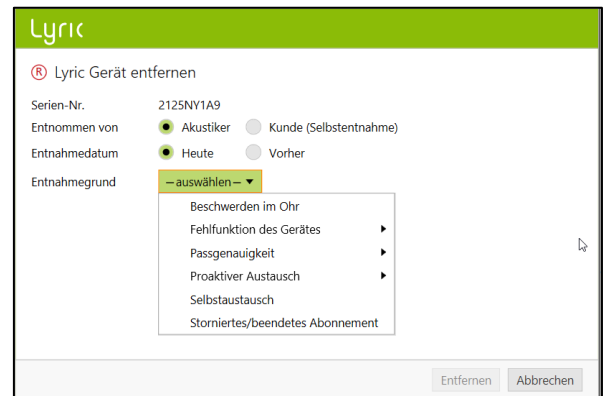 Lyric
R Lyric Gerät entfernen
Serien-Nr. 2125NY1A9
Entnommen von Akustiker Kunde (Selbstentnahme)
Entnahmedatum Heute Vorher
Entnahmegrund —auswählen—
Beschwerden im Ohr
Fehlfunktion des Gerätes
Passgenauigkeit
Proaktiver Austausch
Selbstaustausch
Storniertes/beendetes Abonnement
Entfernen Abbrechen